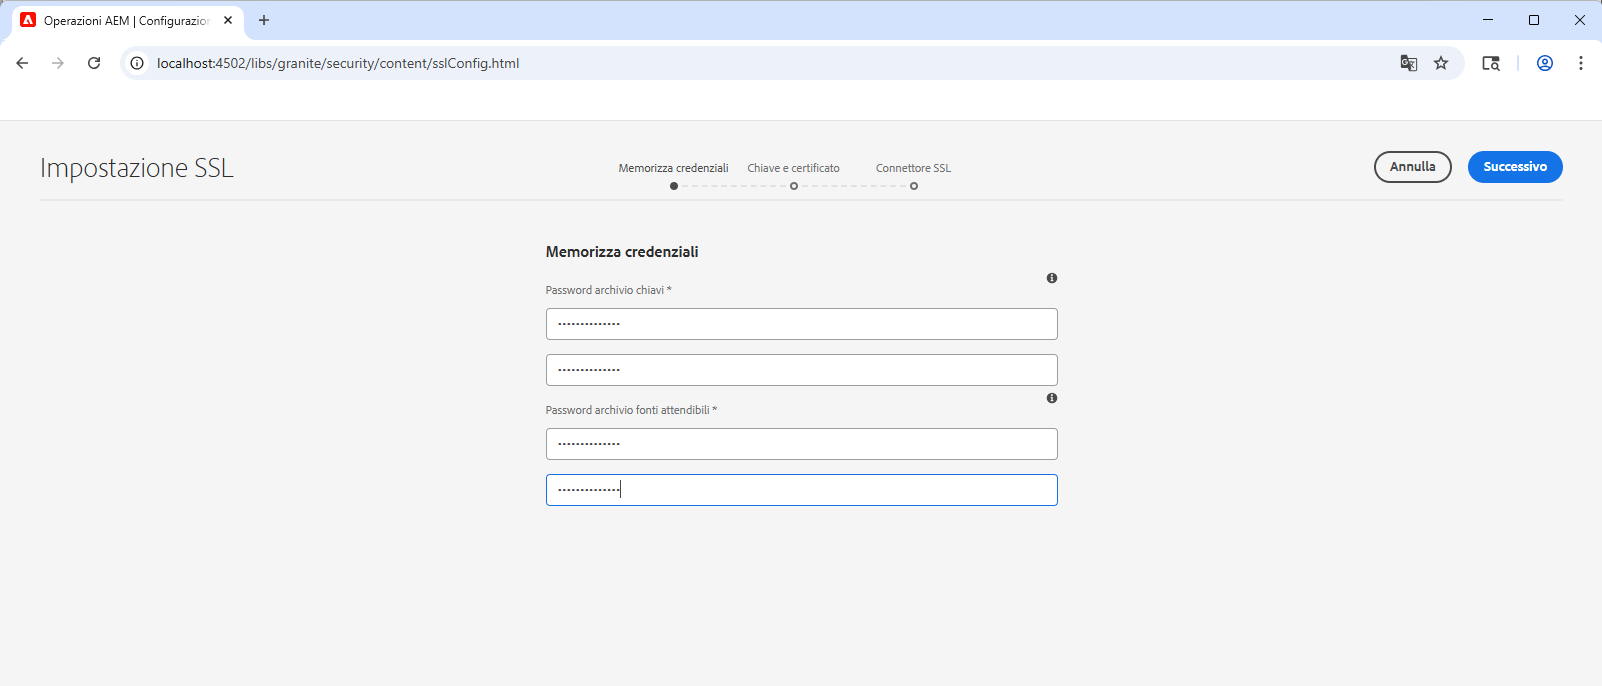 Operazioni AEM | Configurazion
localhost:4502/libs/granite/security/content/sslConfig.html
Impostazione SSL
Memorizza credenziali
Chiave e certificato
Connettore SSL
Annulla
Successivo
Memorizza credenziali
Password archivio chiavi *
••••••••••••••
••••••••••••••
Password archivio fonti attendibili *
••••••••••••••
••••••••••••••